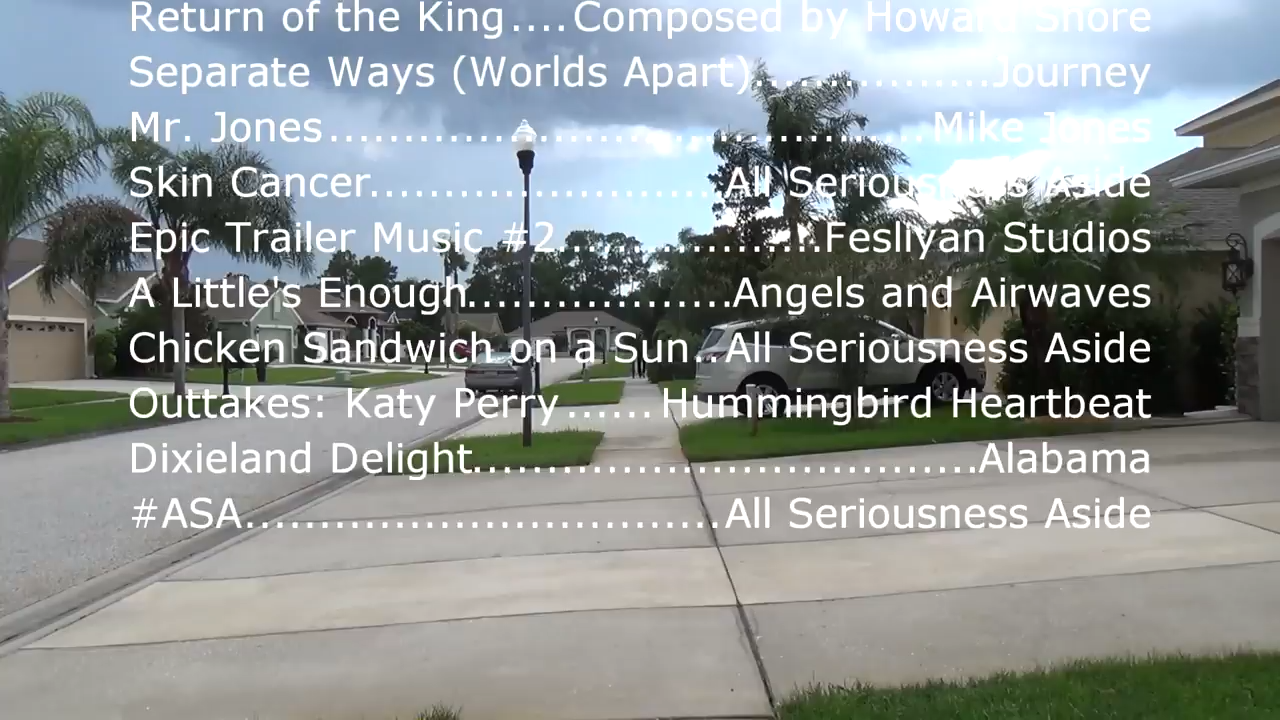 Return of the King....Composed by Howard Shore
Separate Ways (Worlds Apart)................Journey
Mr. Jones........................................Mike Jones
Skin Cancer.......................All Seriousness Aside
Epic Trailer Music #2..................Fesliyan Studios
A Little's Enough..................Angels and Airwaves
Chicken Sandwich on a Sun..All Seriousness Aside
Outtakes: Katy Perry......Hummingbird Heartbeat
Dixieland Delight..................................Alabama
#ASA................................All Seriousness Aside